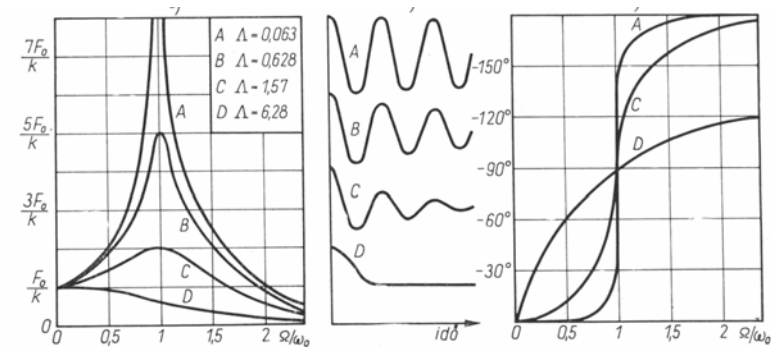 7F₀/k
5F₀/k
3F₀/k
F₀/k
0
A Λ=0,063
B Λ=0,628
C Λ=1,57
D Λ=6,28
A
B
C
D
0 0,5 1 1,5 2 Ω/ω₀
A
B
C
D
idő
-150°
-120°
-90°
-60°
-30°
A
C
D
0 0,5 1 1,5 2 Ω/ω₀